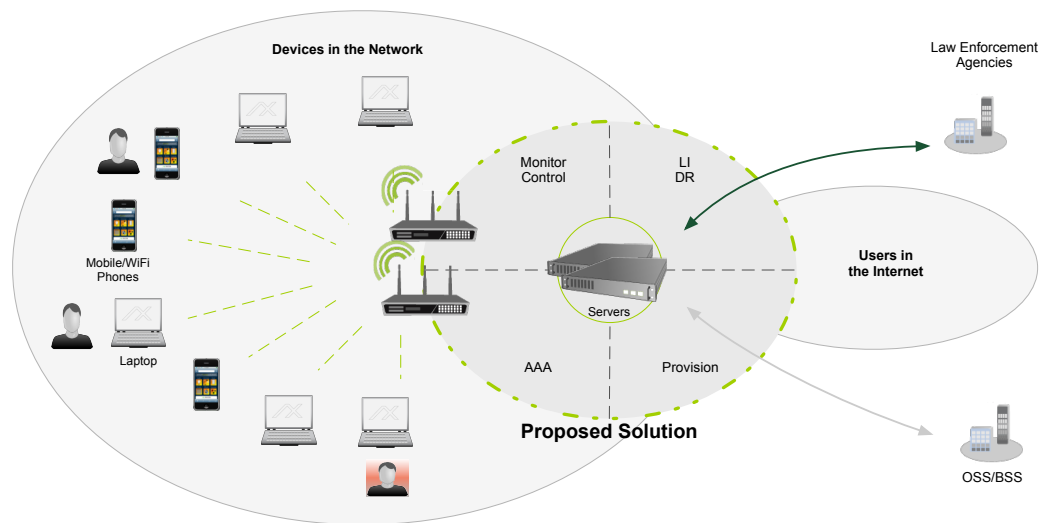 Devices in the Network
Law Enforcement
Agencies
Monitor
Control
LI
DR
Mobile/WiFi
Phones
Users in
the Internet
Servers
Laptop
AAA
Provision
Proposed Solution
OSS/BSS